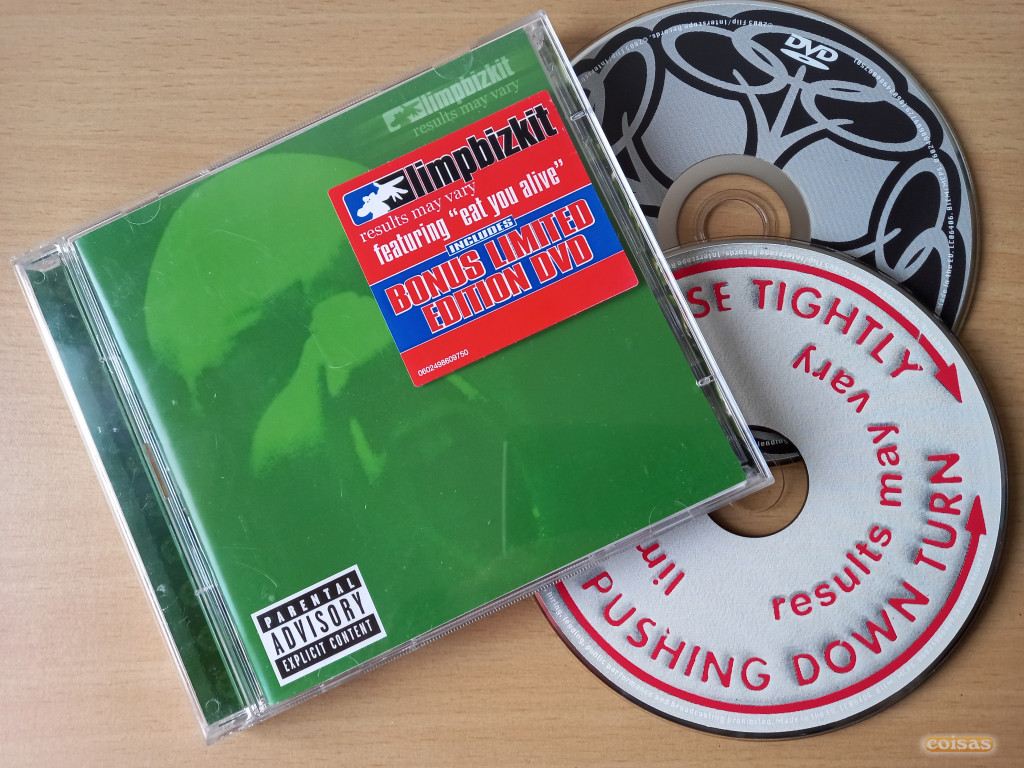 limpbizkit
results may vary
limpbizkit
results may vary
featuring "eat you alive"
INCLUDES
BONUS LIMITED
EDITION DVD
0602498609750
PARENTAL
ADVISORY
EXPLICIT CONTENT
DVD
SE TIGHTLY
results may vary
lim
PUSHING DOWN TURN
coisas